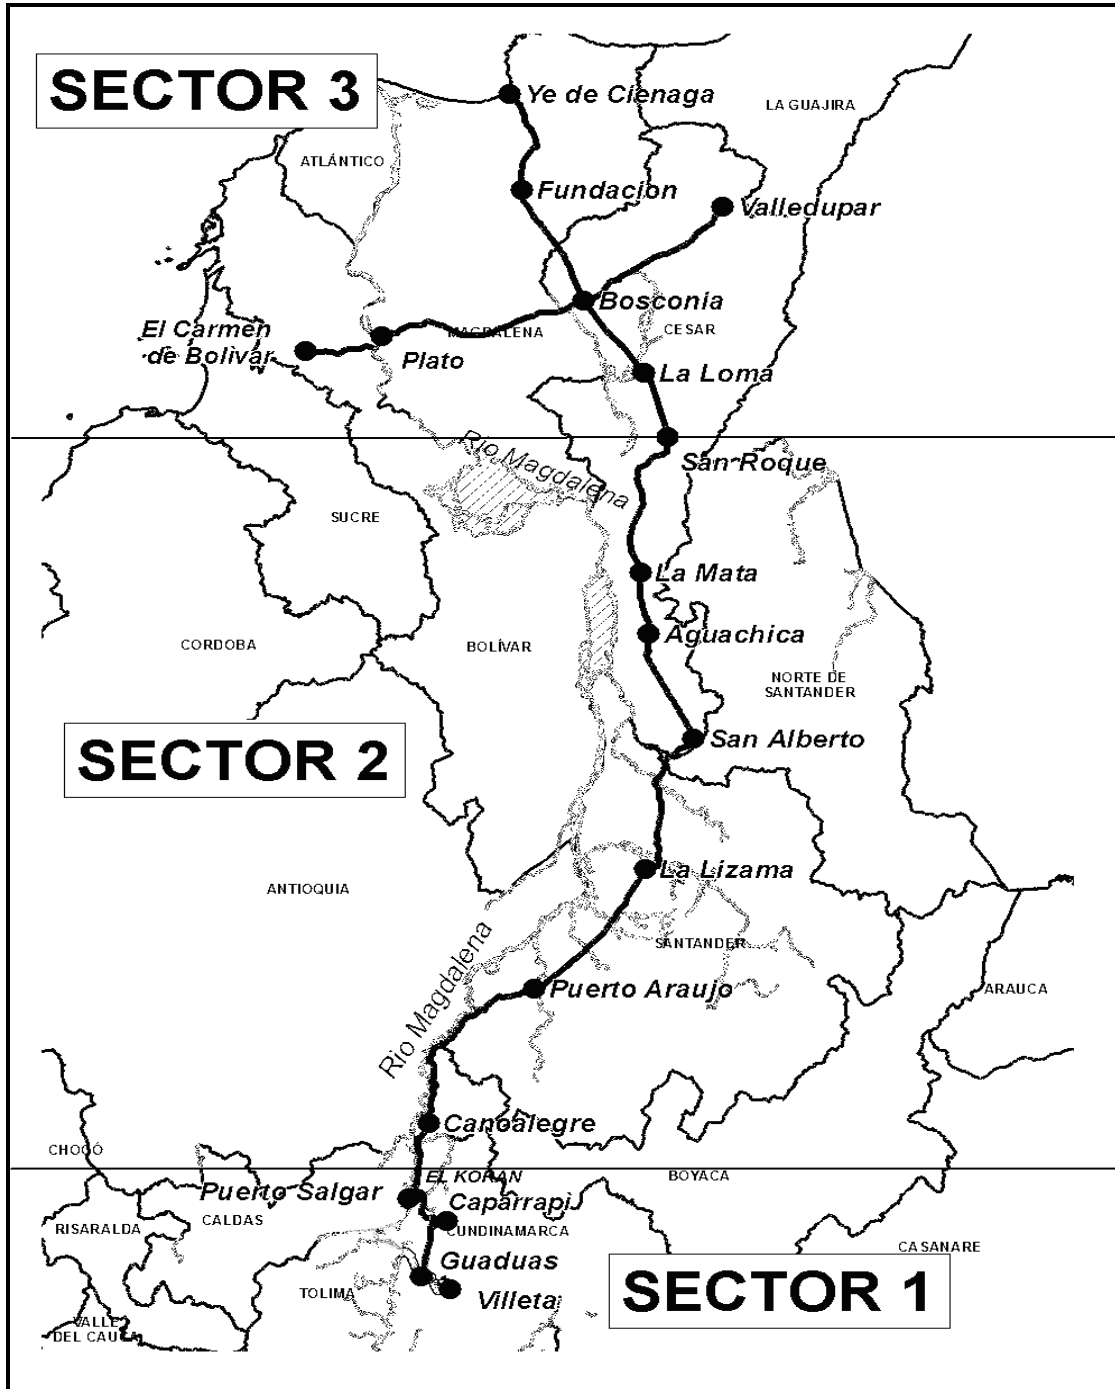 SECTOR 3
Ye de Cienaga
LA GUAJIRA
ATLÁNTICO
Fundacion
Valledupar
Bosconia
El Carmen
de Bolivar
MAGDALENA
CESAR
Plato
La Loma
Rio Magdalena
San Roque
SUCRE
La Mata
Aguachica
CORDOBA
BOLÍVAR
NORTE DE
SANTANDER
SECTOR 2
San Alberto
La Lizama
ANTIOQUIA
SANTANDER
Rio Magdalena
Puerto Araujo
ARAUCA
Canoalegre
CHOCÓ
BOYACA
EL KORAN
Puerto Salgar
Caparrapi
RISARALDA
CALDAS
CUNDINAMARCA
CASANARE
Guaduas
SECTOR 1
TOLIMA
Villeta
VALLE
DEL CAUCA